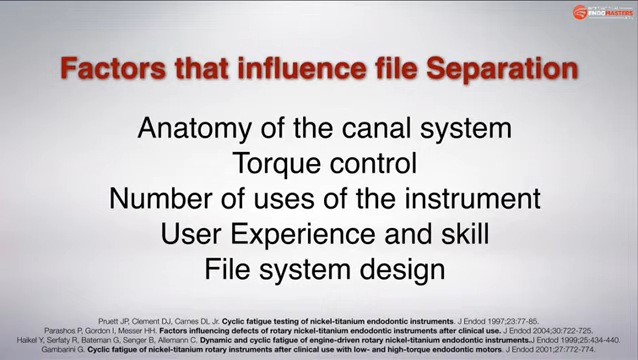 ENDOMASTERS
Factors that influence file Separation
Anatomy of the canal system
Torque control
Number of uses of the instrument
User Experience and skill
File system design
Pruett JP, Clement DJ, Carnes DL Jr. Cyclic fatigue testing of nickel-titanium endodontic instruments. J Endod 1997;23:77-85.
Parashos P, Gordon I, Messer HH. Factors influencing defects of rotary nickel-titanium endodontic instruments after clinical use. J Endod 2004;30:722-725.
Haikel Y, Serfaty R, Bateman G, Senger B, Allemann C. Dynamic and cyclic fatigue of engine-driven rotary nickel-titanium endodontic instruments.J Endod 1999;25:434-440.
Gambarini G. Cyclic fatigue of nickel-titanium rotary instruments after clinical use with low- and high-torque endodontic motors. J Endod 2001;27:772-774.